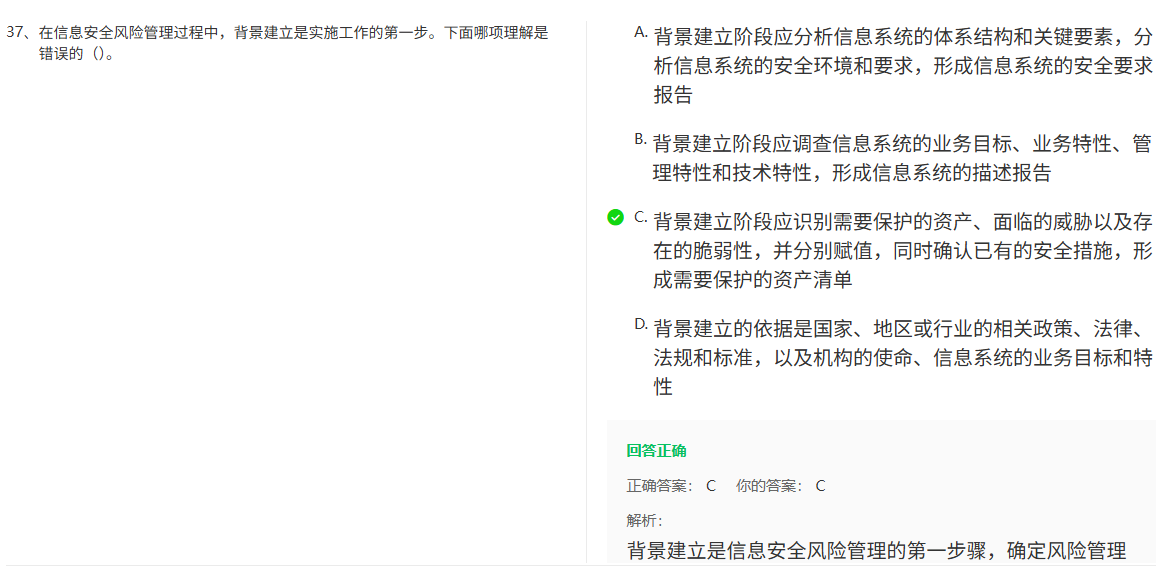 37、在信息安全风险管理过程中，背景建立是实施工作的第一步。下面哪项理解是
错误的（）。
A. 背景建立阶段应分析信息系统的体系结构和关键要素，分
析信息系统的安全环境和要求，形成信息系统的安全要求
报告
B. 背景建立阶段应调查信息系统的业务目标、业务特性、管
理特性和技术特性，形成信息系统的描述报告
C. 背景建立阶段应识别需要保护的资产、面临的威胁以及存
在的脆弱性，并分别赋值，同时确认已有的安全措施，形
成需要保护的资产清单
D. 背景建立的依据是国家、地区或行业的相关政策、法律、
法规和标准，以及机构的使命、信息系统的业务目标和特
性
回答正确
正确答案： C 你的答案： C
解析：
背景建立是信息安全风险管理的第一步骤，确定风险管理